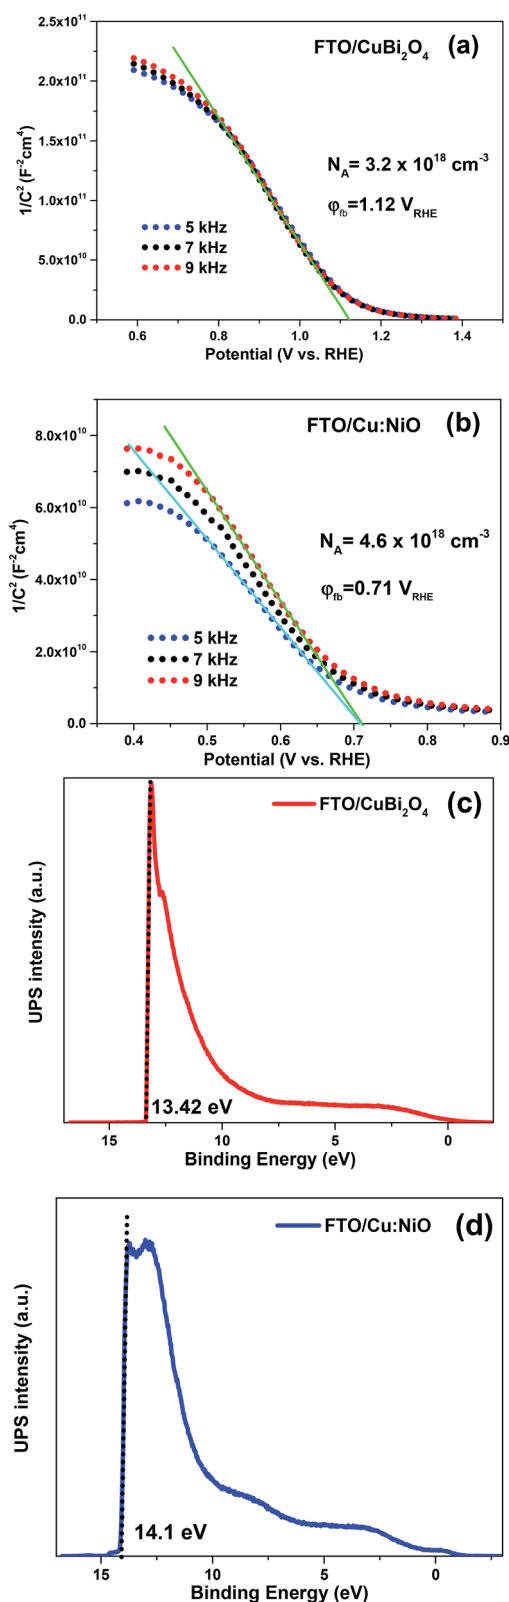 FTO/CuBi₂O₄ (a)
2.5x10¹¹
2.0x10¹¹
1.5x10¹¹
1.0x10¹¹
5.0x10¹⁰
0.0
1/C² (F⁻²cm⁴)
N_A= 3.2 x 10¹⁸ cm⁻³
φ_fb=1.12 V_RHE
5 kHz
7 kHz
9 kHz
0.6 0.8 1.0 1.2 1.4
Potential (V vs. RHE)
FTO/Cu:NiO (b)
8.0x10¹⁰
6.0x10¹⁰
4.0x10¹⁰
2.0x10¹⁰
0.0
1/C² (F⁻²cm⁴)
N_A= 4.6 x 10¹⁸ cm⁻³
φ_fb=0.71 V_RHE
5 kHz
7 kHz
9 kHz
0.4 0.5 0.6 0.7 0.8 0.9
Potential (V vs. RHE)
FTO/CuBi₂O₄ (c)
UPS intensity (a.u.)
13.42 eV
15 10 5 0
Binding Energy (eV)
FTO/Cu:NiO (d)
UPS intensity (a.u.)
14.1 eV
15 10 5 0
Binding Energy (eV)